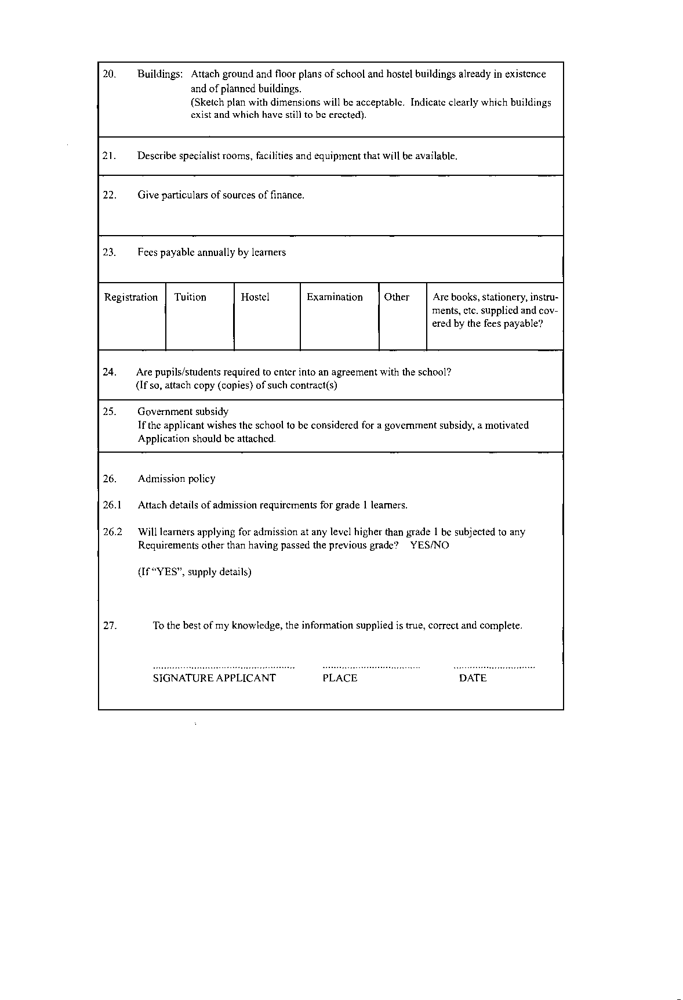 20. Buildings: Attach ground and floor plans of school and hostel buildings already in existence
and of planned buildings.
(Sketch plan with dimensions will be acceptable. Indicate clearly which buildings
exist and which have still to be erected).
21. Describe specialist rooms, facilities and equipment that will be available.
22. Give particulars of sources of finance.
23. Fees payable annually by learners
Registration Tuition Hostel Examination Other Are books, stationery, instru-
ments, etc. supplied and cov-
ered by the fees payable?
24. Are pupils/students required to enter into an agreement with the school?
(If so, attach copy (copies) of such contract(s)
25. Government subsidy
If the applicant wishes the school to be considered for a government subsidy, a motivated
Application should be attached.
26. Admission policy
26.1 Attach details of admission requirements for grade 1 learners.
26.2 Will learners applying for admission at any level higher than grade 1 be subjected to any
Requirements other than having passed the previous grade? YES/NO
(If “YES”, supply details)
27. To the best of my knowledge, the information supplied is true, correct and complete.
SIGNATURE APPLICANT PLACE DATE